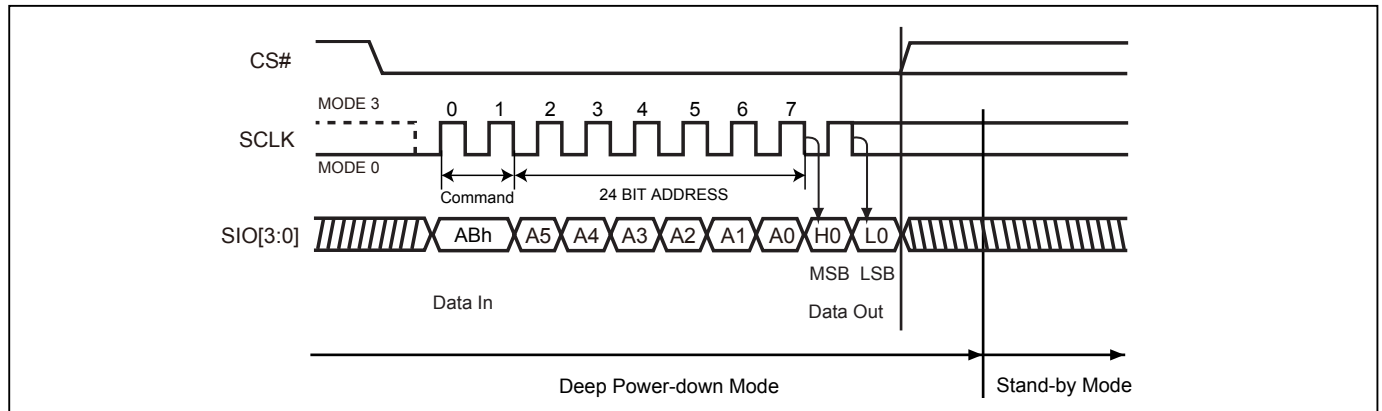 CS#
MODE 3
0 1 2 3 4 5 6 7
SCLK
MODE 0
Command
24 BIT ADDRESS
SIO[3:0]
ABh A5 A4 A3 A2 A1 A0 H0 L0
MSB LSB
Data In
Data Out
Deep Power-down Mode
Stand-by Mode